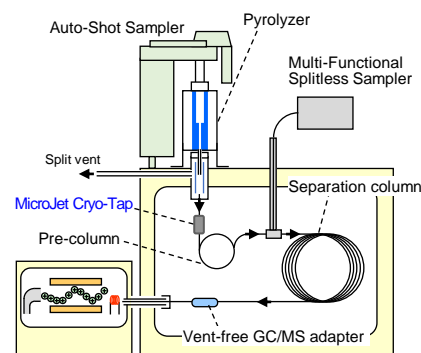 Auto-Shot Sampler
Pyrolyzer
Multi-Functional
Splitless Sampler
Split vent
Separation column
MicroJet Cryo-Tap
Pre-column
Vent-free GC/MS adapter